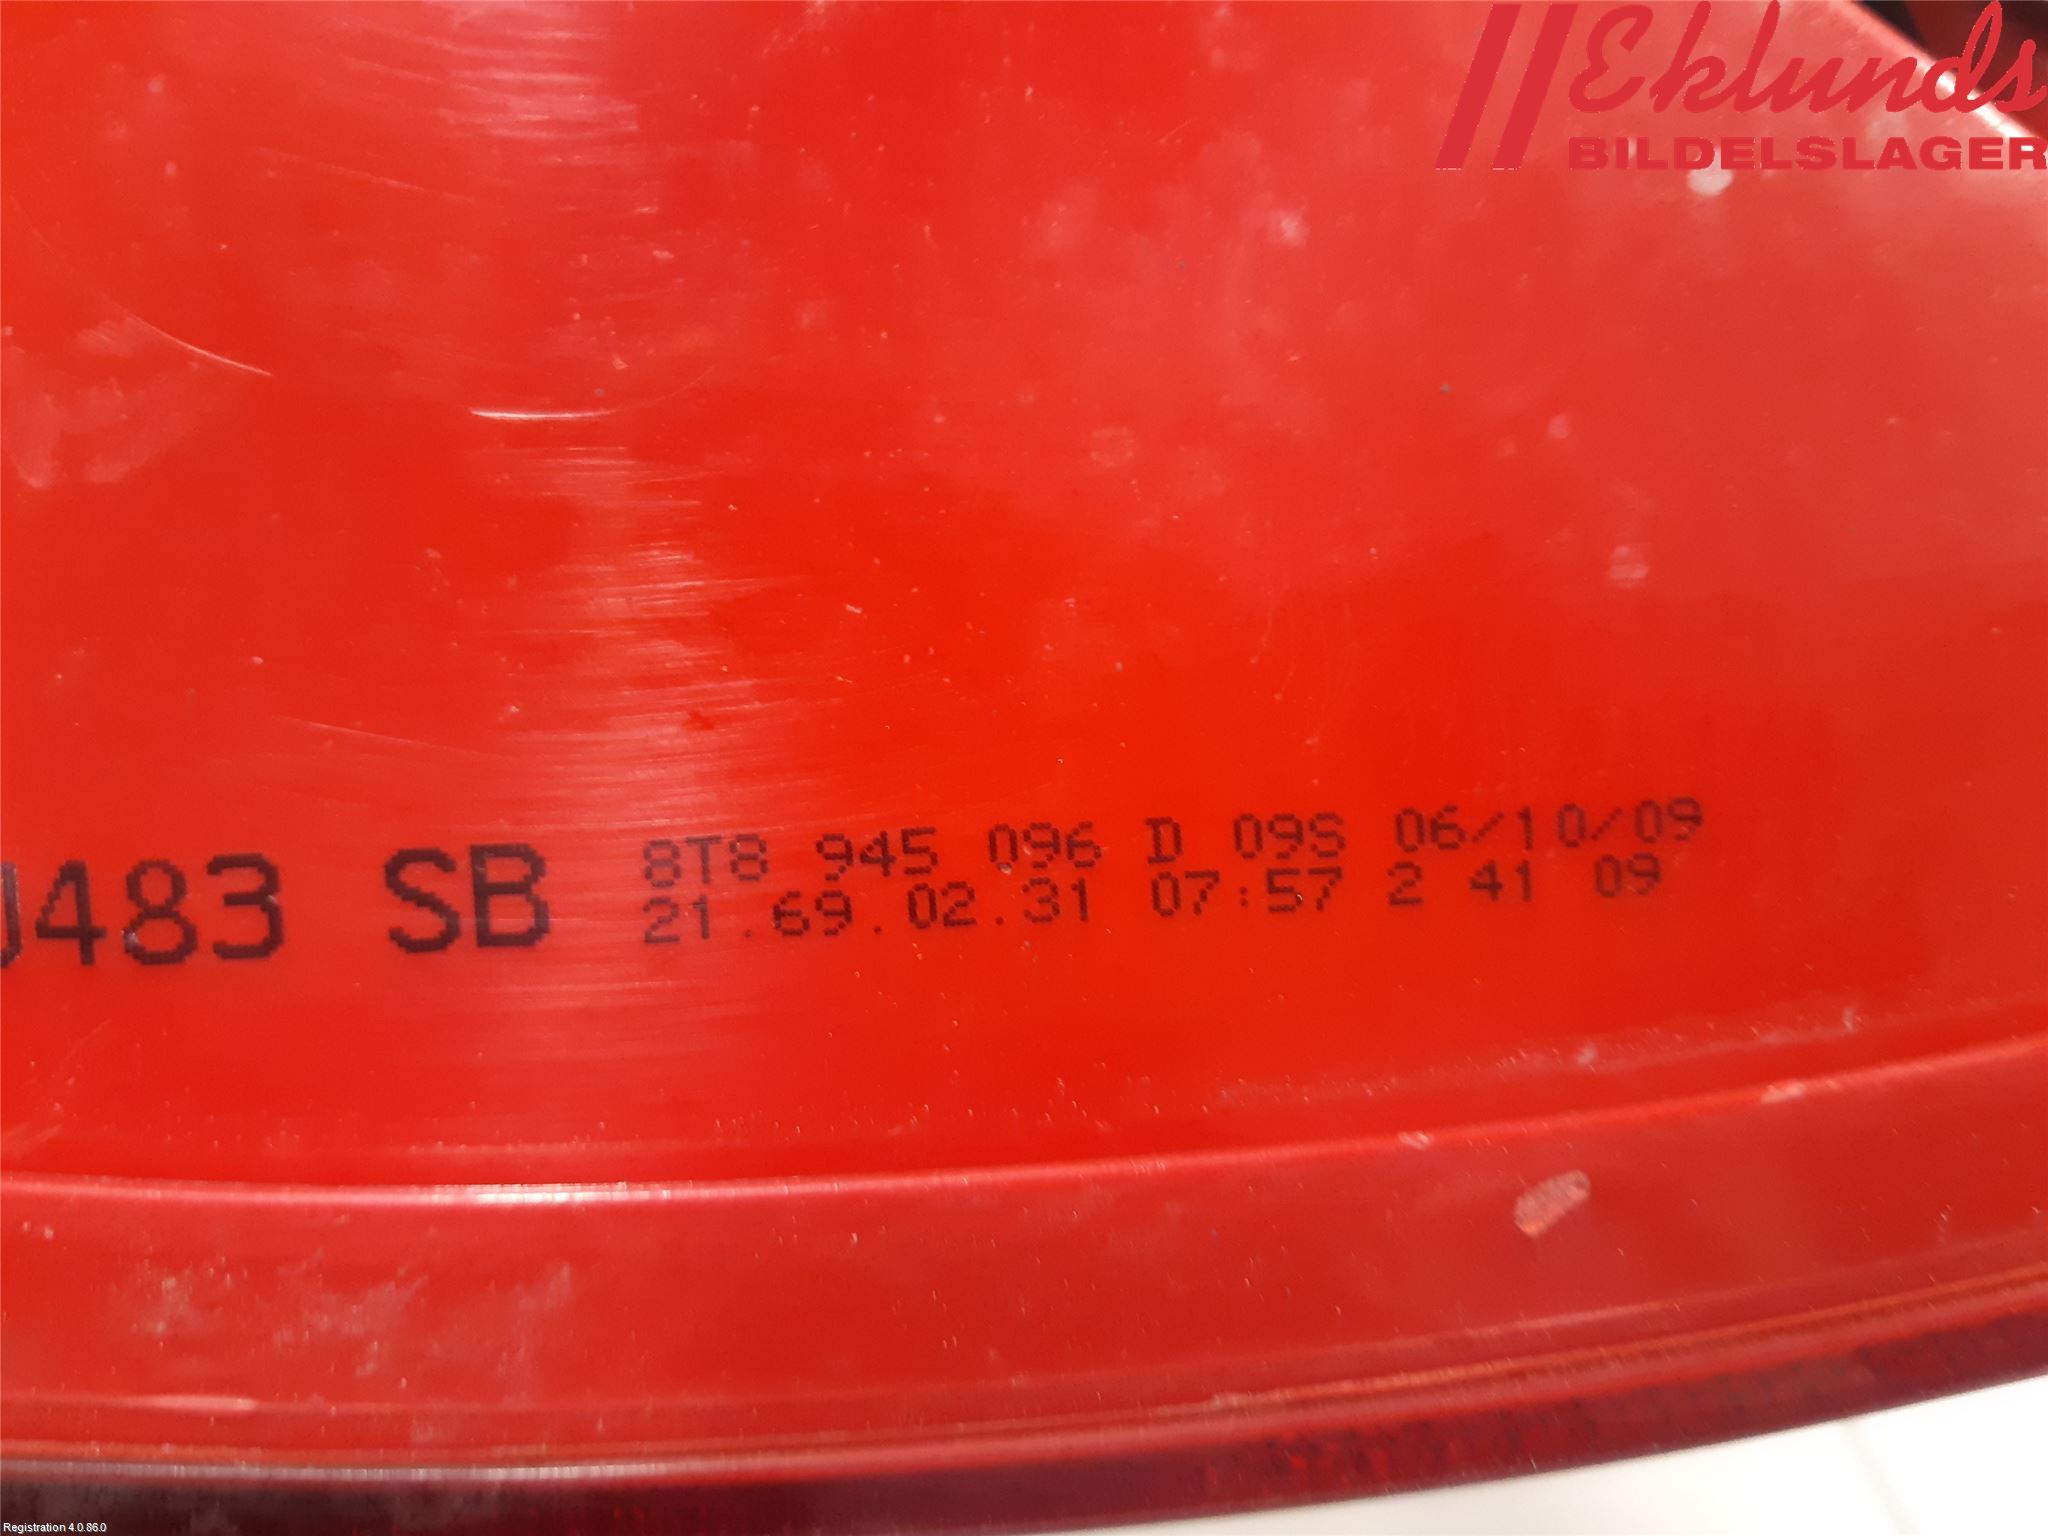 Eklunds
BILDELSLAGER
J483 SB
8T8 945 096 D 09S 06/10/09
21.69.02.31 07:57 2 41 09
Registration 4.0.86.0